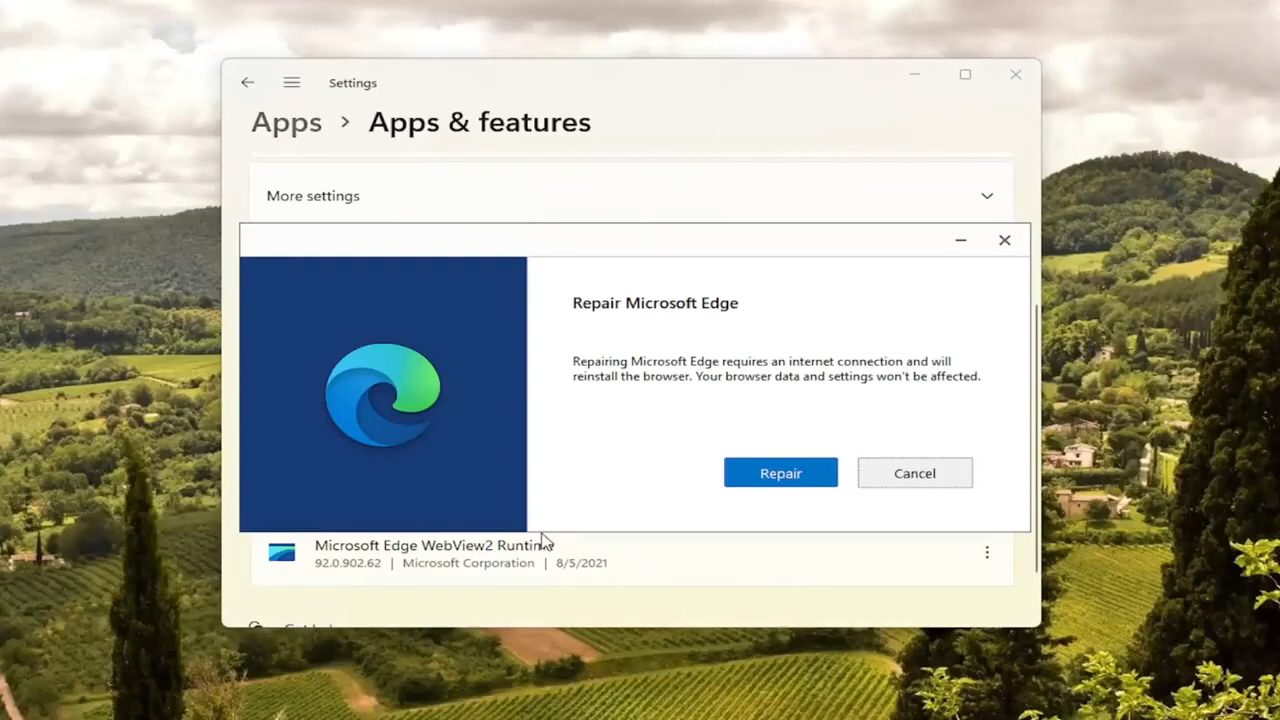 Settings
Apps > Apps & features
More settings
Repair Microsoft Edge
Repairing Microsoft Edge requires an internet connection and will
reinstall the browser. Your browser data and settings won't be affected.
Repair
Cancel
Microsoft Edge WebView2 Runtime
92.0.902.62 | Microsoft Corporation | 8/5/2021